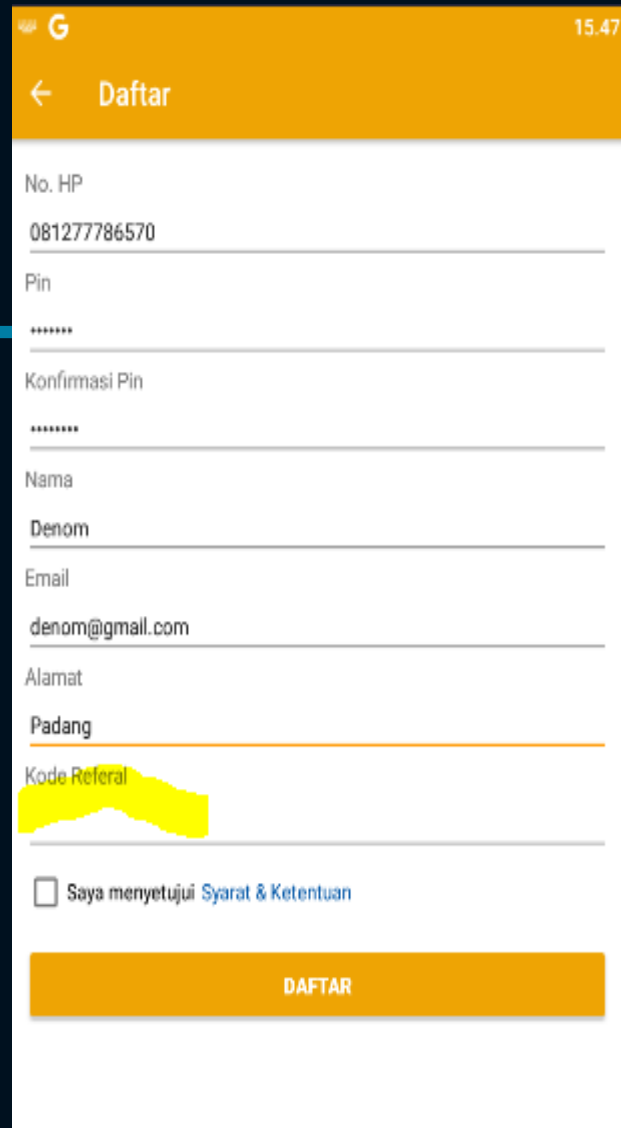 G 15.47
Daftar
No. HP
081277786570
Pin
•••••••
Konfirmasi Pin
••••••••
Nama
Denom
Email
denom@gmail.com
Alamat
Padang
Kode Referal
Saya menyetujui Syarat & Ketentuan
DAFTAR